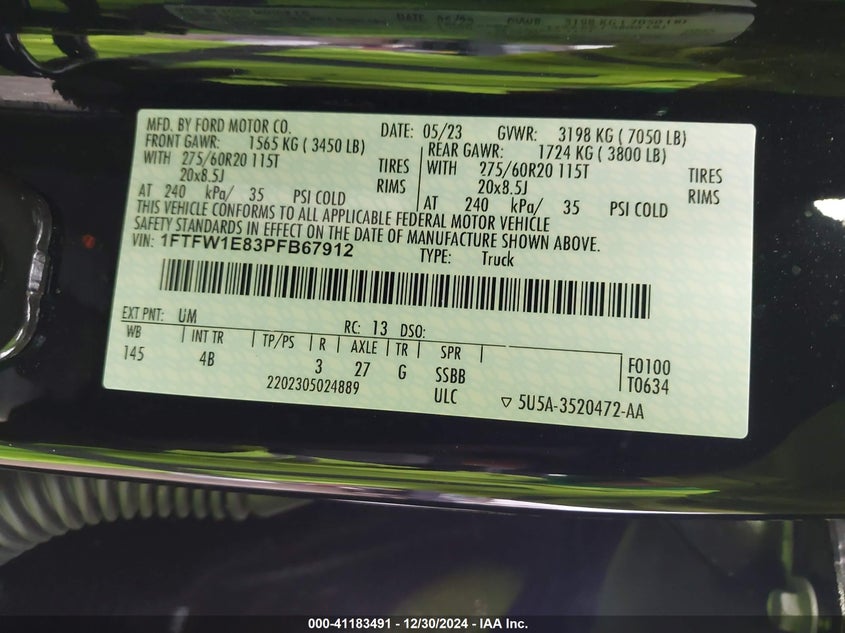 DATE: 3198 KG ( 7050 LB)
MFD. BY FORD MOTOR CO. DATE: 05/23 GVWR: 3198 KG ( 7050 LB)
FRONT GAWR: 1565 KG ( 3450 LB) REAR GAWR: 1724 KG ( 3800 LB)
WITH 275/60R20 115T TIRES WITH 275/60R20 115T TIRES
20x8.5J RIMS 20x8.5J RIMS
AT 240 kPa/ 35 PSI COLD AT 240 kPa/ 35 PSI COLD
THIS VEHICLE CONFORMS TO ALL APPLICABLE FEDERAL MOTOR VEHICLE
SAFETY STANDARDS IN EFFECT ON THE DATE OF MANUFACTURE SHOWN ABOVE.
VIN: 1FTFW1E83PFB67912
TYPE: Truck
EXT PNT: UM RC: 13 DSO:
WB INT TR TP/PS R AXLE TR SPR
145 4B 3 27 G SSBB
F0100
T0634
2202305024889
ULC ▽ 5U5A-3520472-AA
000-41183491 - 12/30/2024 - IAA Inc.